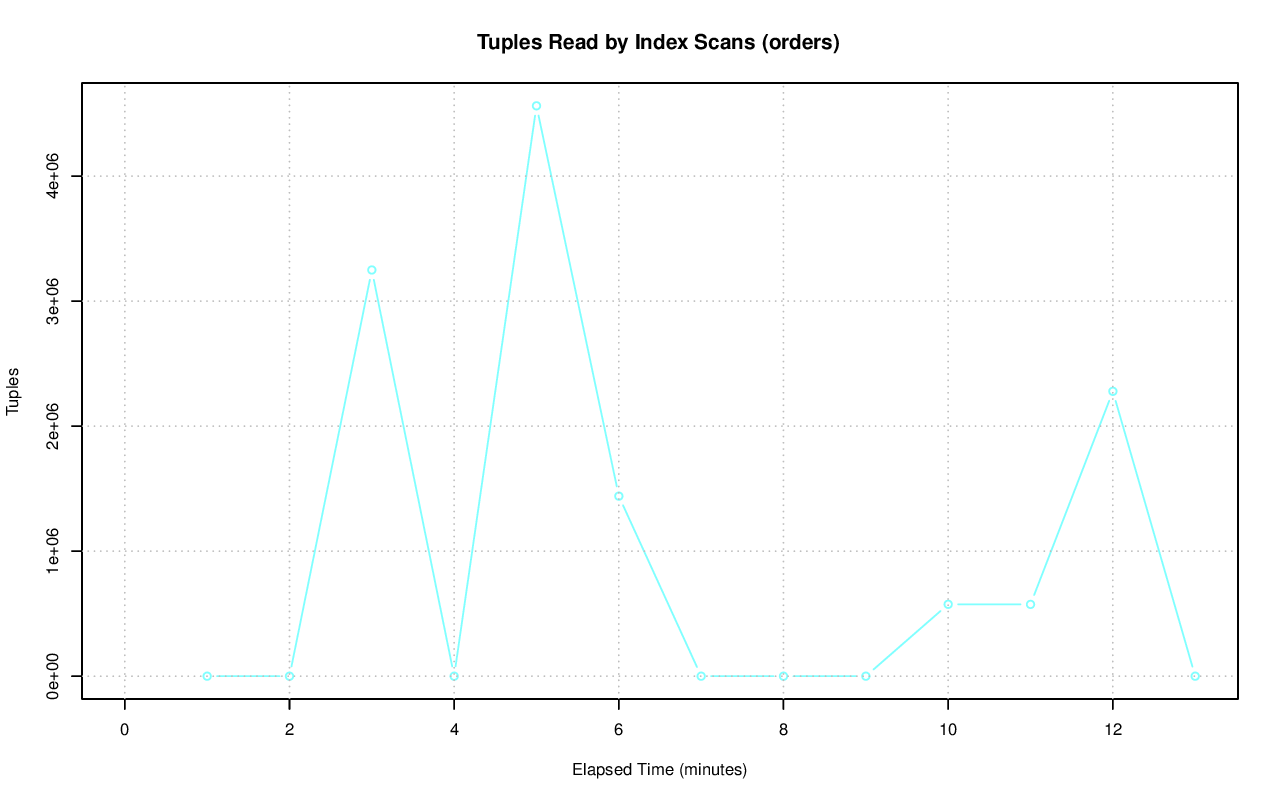 Tuples Read by Index Scans (orders)
Tuples
4e+06
3e+06
2e+06
1e+06
0e+00
0 2 4 6 8 10 12
Elapsed Time (minutes)